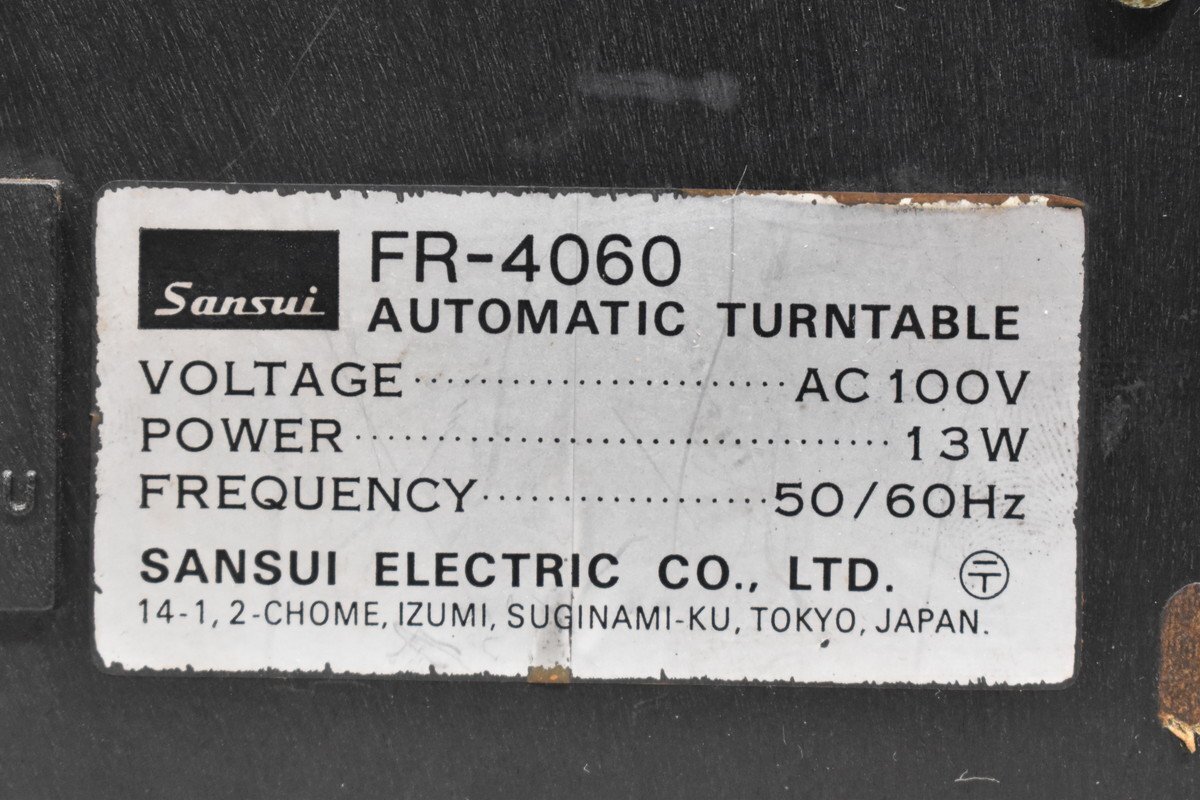 Sansui
FR-4060
AUTOMATIC TURNTABLE
VOLTAGE ........................ AC 100V
POWER ........................ 13W
FREQUENCY ........................ 50/60Hz
SANSUI ELECTRIC CO., LTD. 〶
14-1, 2-CHOME, IZUMI, SUGINAMI-KU, TOKYO, JAPAN.
U